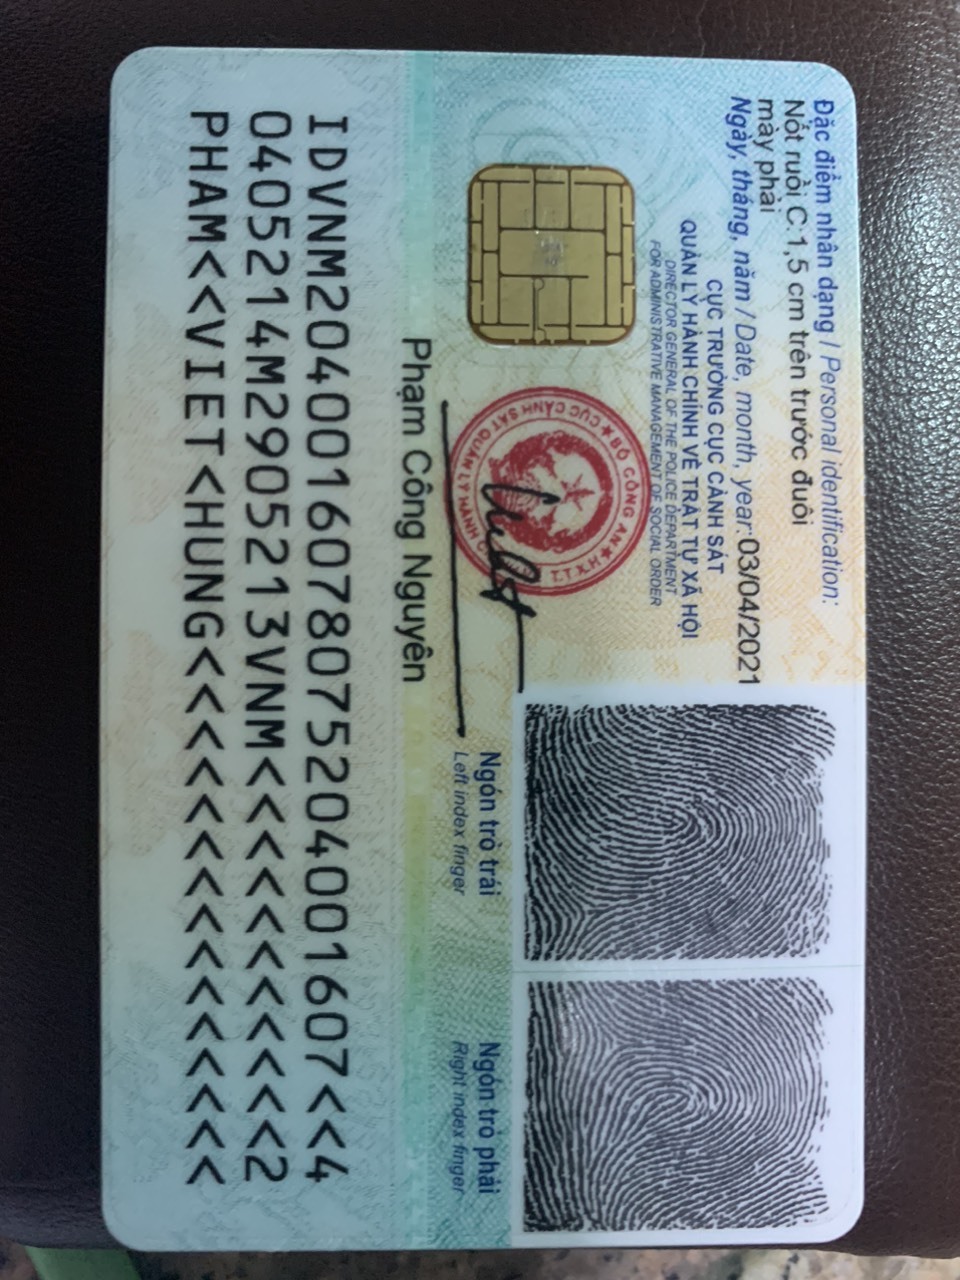 Đặc điểm nhân dạng / Personal identification:
Nốt ruồi C:1,5 cm trên trước đuôi
mày phải
Ngày, tháng, năm / Date, month, year: 03/04/2021
CỤC TRƯỞNG CỤC CẢNH SÁT
QUẢN LÝ HÀNH CHÍNH VỀ TRẬT TỰ XÃ HỘI
DIRECTOR GENERAL OF THE POLICE DEPARTMENT
FOR ADMINISTRATIVE MANAGEMENT OF SOCIAL ORDER
BỘ CÔNG AN
CỤC CẢNH SÁT QUẢN LÝ HÀNH
T.T.X.H
Phạm Công Nguyên
Ngón trỏ trái
Left index finger
Ngón trỏ phải
Right index finger
IDVNM2040016078075204001607<<4
0405214M2905213VNM<<<<<<<<<<<2
PHAM<<VIET<HUNG<<<<<<<<<<<<<<<